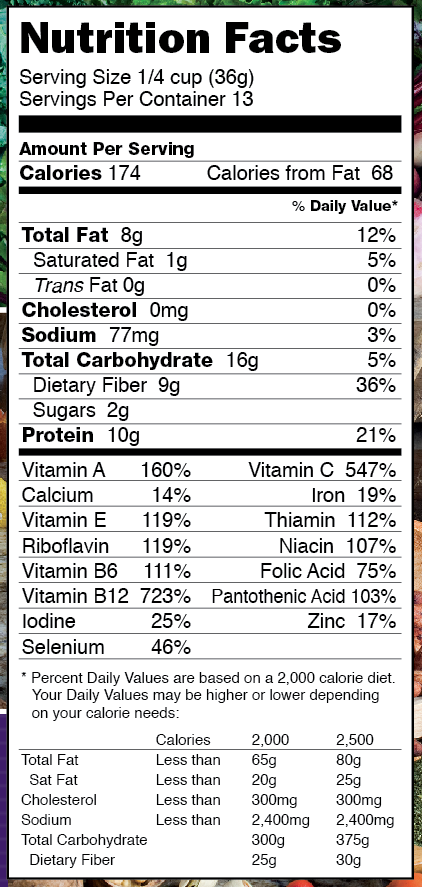 Nutrition Facts
Serving Size 1/4 cup (36g)
Servings Per Container 13
Amount Per Serving
Calories 174 Calories from Fat 68
% Daily Value*
Total Fat 8g 12%
Saturated Fat 1g 5%
Trans Fat 0g 0%
Cholesterol 0mg 0%
Sodium 77mg 3%
Total Carbohydrate 16g 5%
Dietary Fiber 9g 36%
Sugars 2g
Protein 10g 21%
Vitamin A 160% Vitamin C 547%
Calcium 14% Iron 19%
Vitamin E 119% Thiamin 112%
Riboflavin 119% Niacin 107%
Vitamin B6 111% Folic Acid 75%
Vitamin B12 723% Pantothenic Acid 103%
Iodine 25% Zinc 17%
Selenium 46%
* Percent Daily Values are based on a 2,000 calorie diet.
Your Daily Values may be higher or lower depending
on your calorie needs:
Calories 2,000 2,500
Total Fat Less than 65g 80g
Sat Fat Less than 20g 25g
Cholesterol Less than 300mg 300mg
Sodium Less than 2,400mg 2,400mg
Total Carbohydrate 300g 375g
Dietary Fiber 25g 30g